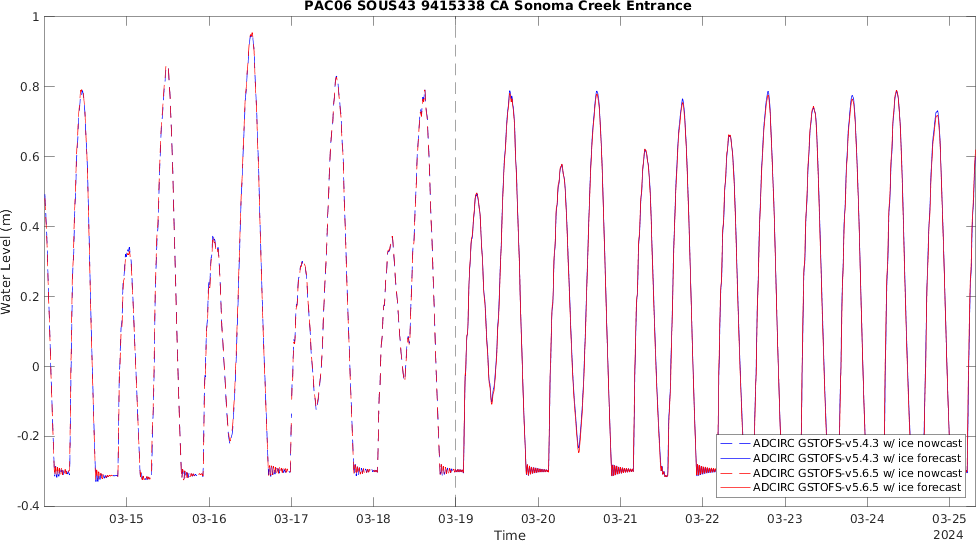 PAC06 SOUS43 9415338 CA Sonoma Creek Entrance
Water Level (m)
1
0.8
0.6
0.4
0.2
0
-0.2
-0.4
03-15
03-16
03-17
03-18
03-19
03-20
03-21
03-22
03-23
03-24
03-25
2024
Time
ADCIRC GSTOFS-v5.4.3 w/ ice nowcast
ADCIRC GSTOFS-v5.4.3 w/ ice forecast
ADCIRC GSTOFS-v5.6.5 w/ ice nowcast
ADCIRC GSTOFS-v5.6.5 w/ ice forecast